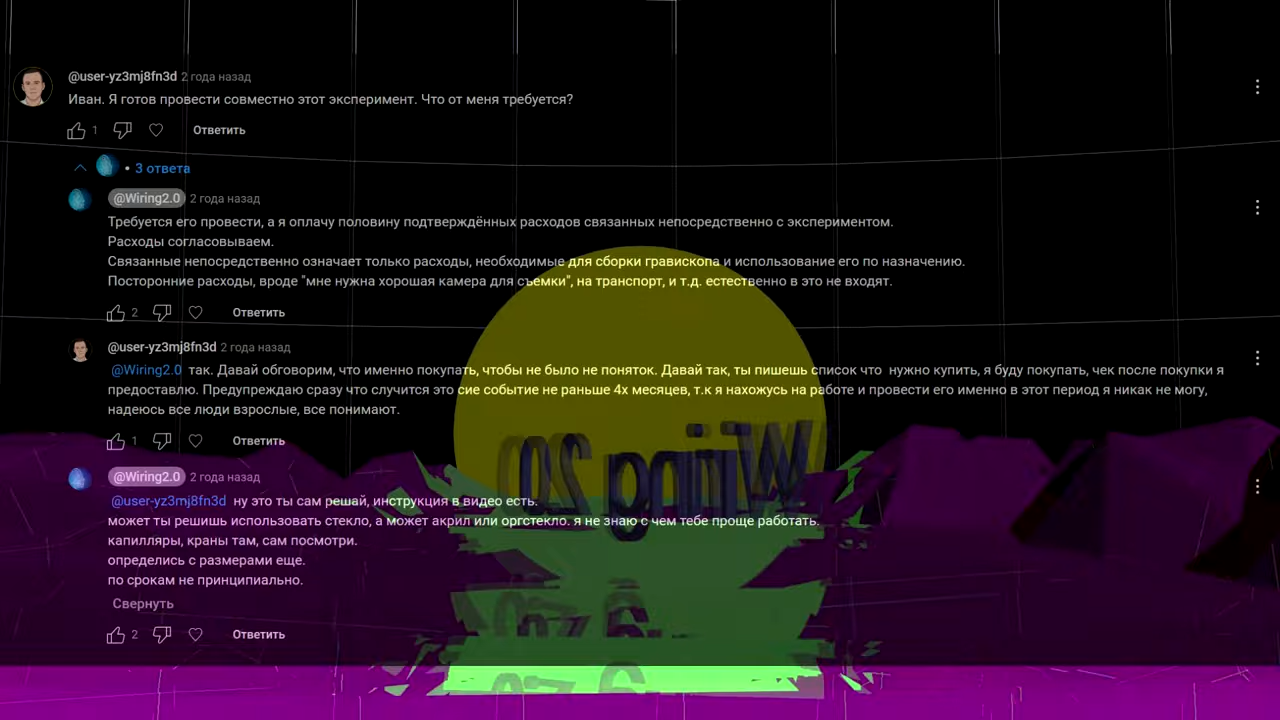 @user-yz3mj8fn3d 2 года назад
Иван. Я готов провести совместно этот эксперимент. Что от меня требуется?
1 Ответить
• 3 ответа
@Wiring2.0 2 года назад
Требуется его провести, а я оплачу половину подтверждённых расходов связанных непосредственно с экспериментом.
Расходы согласовываем.
Связанные непосредственно означает только расходы, необходимые для сборки гравископа и использование его по назначению.
Посторонние расходы, вроде "мне нужна хорошая камера для съемки", на транспорт, и т.д. естественно в это не входят.
2 Ответить
@user-yz3mj8fn3d 2 года назад
@Wiring2.0 так. Давай обговорим, что именно покупать, чтобы не было не поняток. Давай так, ты пишешь список что нужно купить, я буду покупать, чек после покупки я
предоставлю. Предупреждаю сразу что случится это сие событие не раньше 4х месяцев, т.к я нахожусь на работе и провести его именно в этот период я никак не могу,
надеюсь все люди взрослые, все понимают.
1 Ответить
@Wiring2.0 2 года назад
@user-yz3mj8fn3d ну это ты сам решай, инструкция в видео есть.
может ты решишь использовать стекло, а может акрил или оргстекло. я не знаю с чем тебе проще работать.
капилляры, краны там, сам посмотри.
определись с размерами еще.
по срокам не принципиально.
Свернуть
2 Ответить